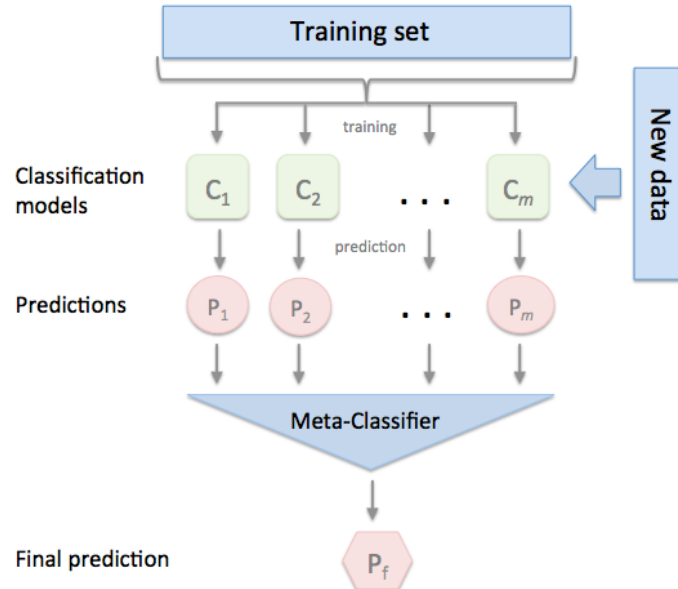 Training set
training
New data
Classification
models
C1 C2 . . . Cm
prediction
Predictions
P1 P2 . . . Pm
Meta-Classifier
Final prediction
Pf